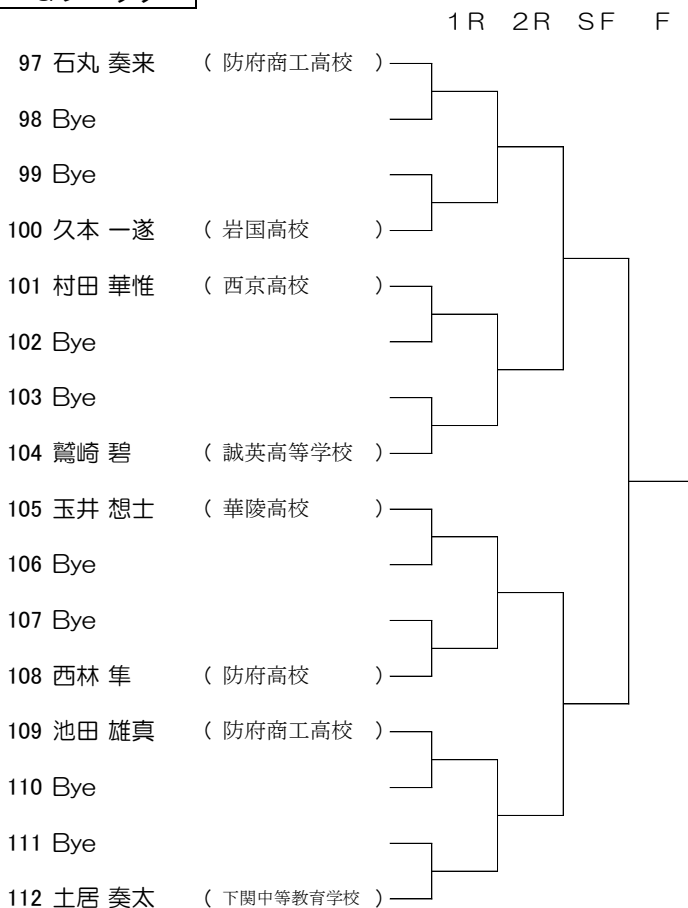 1R 2R SF F
97 石丸 奏来 ( 防府商工高校 )
98 Bye
99 Bye
100 久本 一遂 ( 岩国高校 )
101 村田 華惟 ( 西京高校 )
102 Bye
103 Bye
104 鷲崎 碧 ( 誠英高等学校 )
105 玉井 想士 ( 華陵高校 )
106 Bye
107 Bye
108 西林 隼 ( 防府高校 )
109 池田 雄真 ( 防府商工高校 )
110 Bye
111 Bye
112 土居 奏太 ( 下関中等教育学校 )